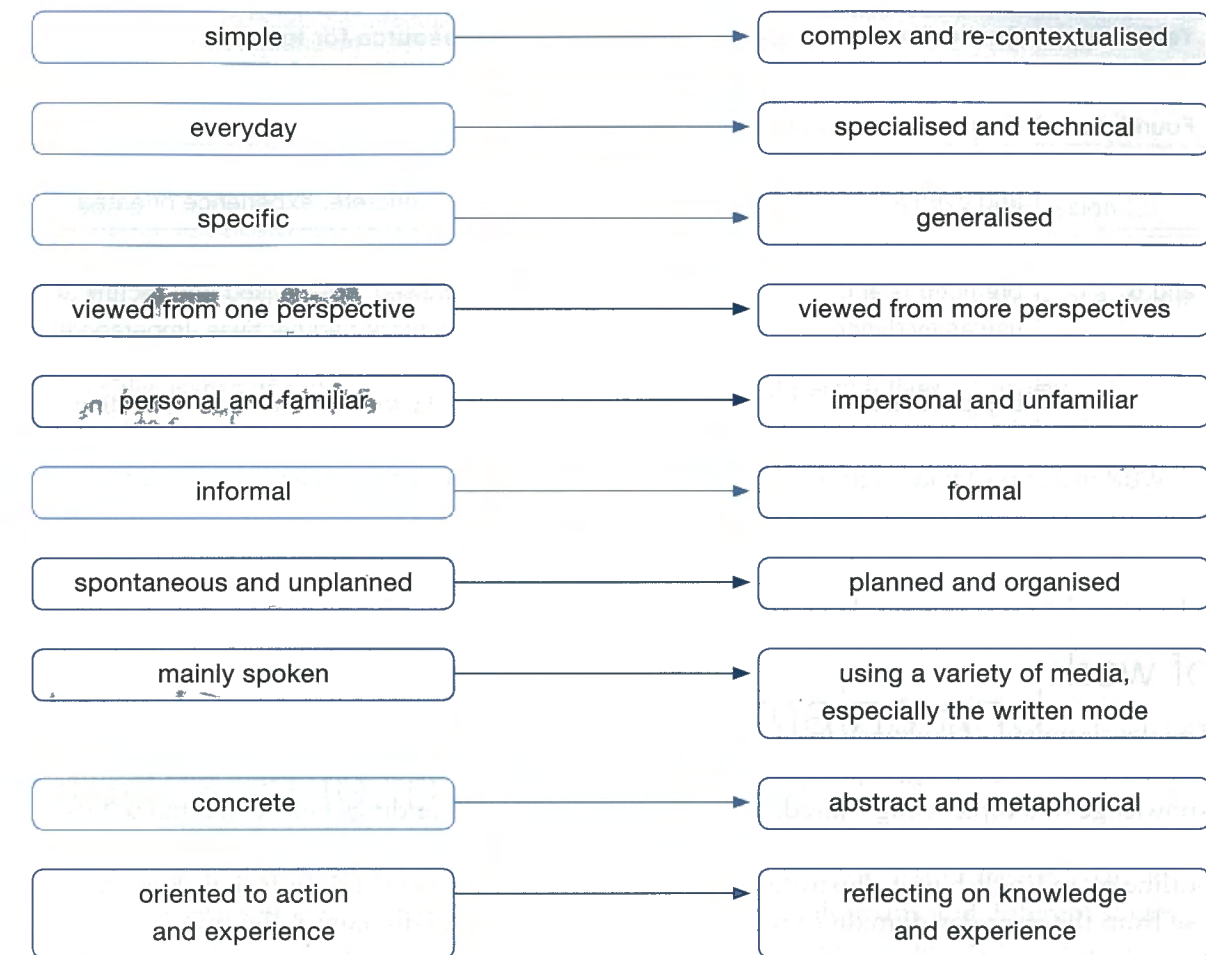 simple
complex and re-contextualised
everyday
specialised and technical
specific
generalised
viewed from one perspective
viewed from more perspectives
personal and familiar
impersonal and unfamiliar
informal
formal
spontaneous and unplanned
planned and organised
mainly spoken
using a variety of media,
especially the written mode
concrete
abstract and metaphorical
oriented to action
and experience
reflecting on knowledge
and experience